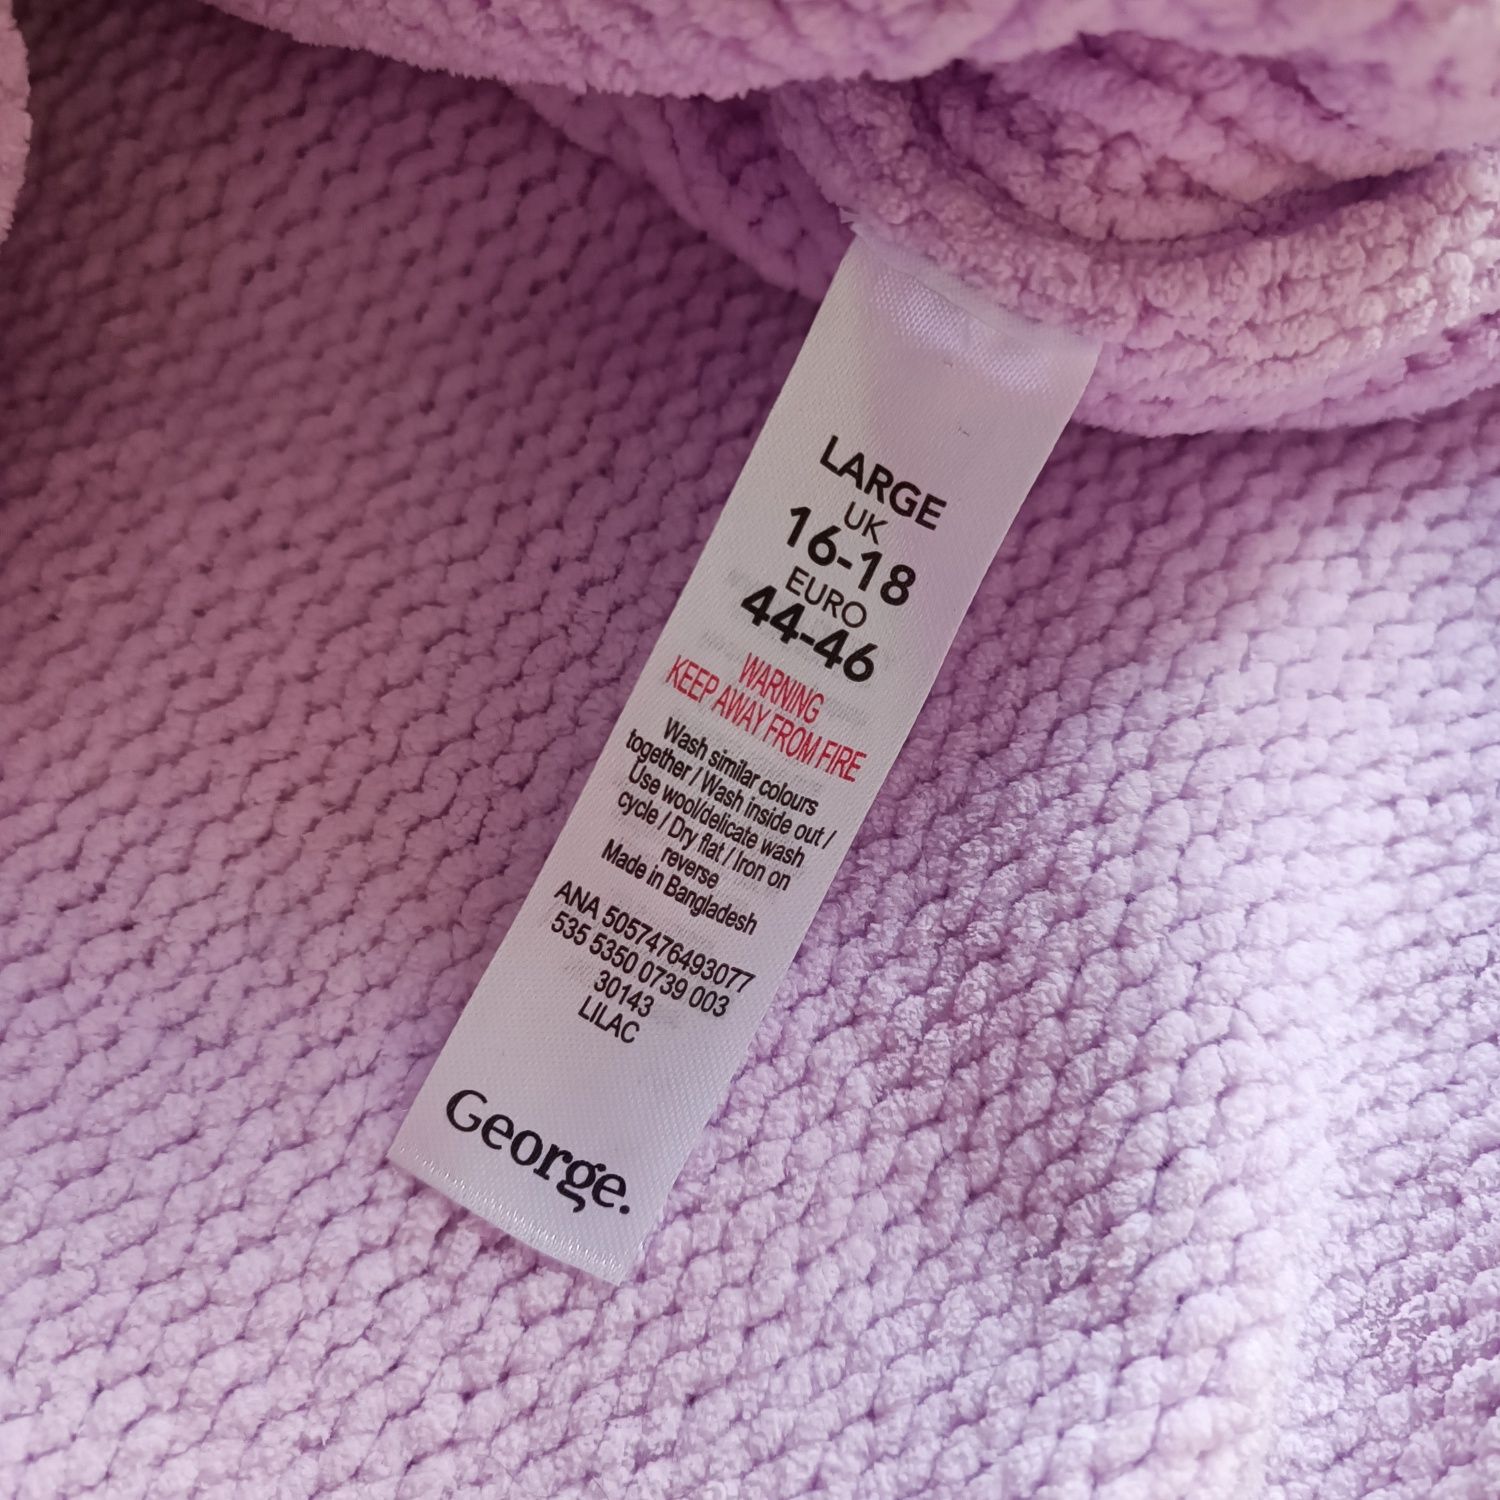 LARGE
UK
16-18
EURO
44-46
WARNING
KEEP AWAY FROM FIRE
Wash similar colours
together / Wash inside out /
Use wool/delicate wash
cycle / Dry flat / Iron on
reverse
Made in Bangladesh
ANA 5057476493077
535 5350 0739 003
30143
LILAC
George.